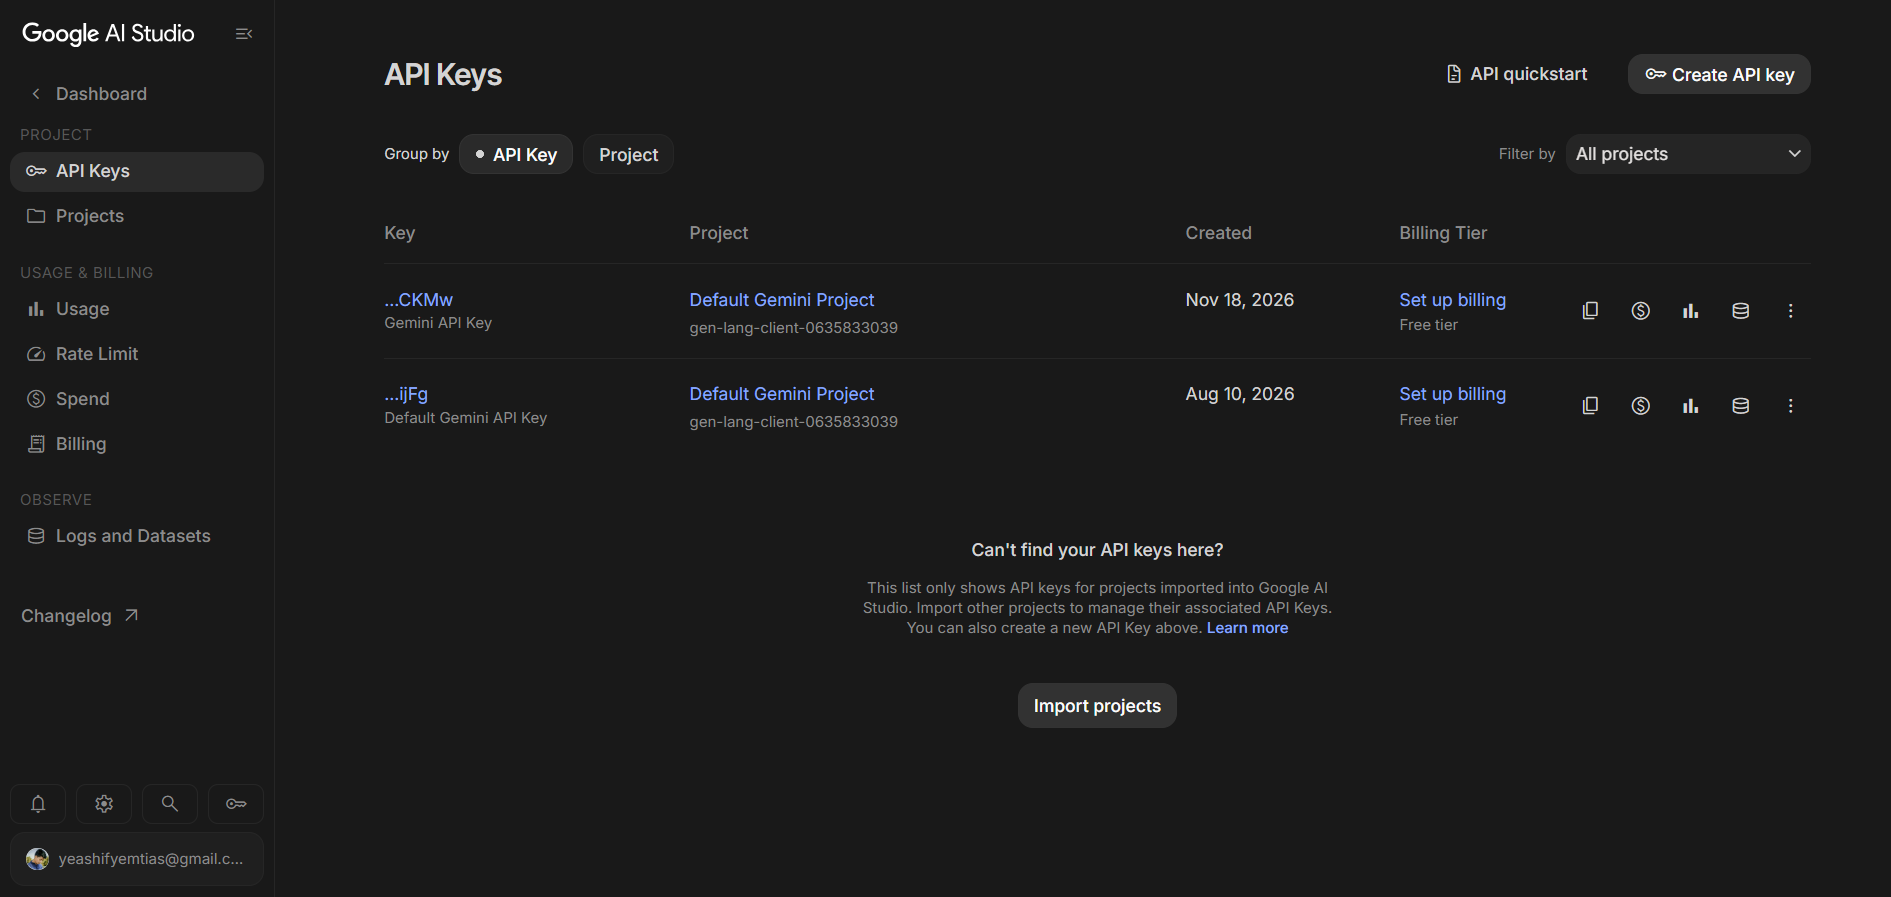 Google AI Studio
Dashboard
PROJECT
API Keys
Projects
USAGE & BILLING
Usage
Rate Limit
Spend
Billing
OBSERVE
Logs and Datasets
Changelog
yeashifyemtias@gmail.c...
API Keys
API quickstart
Create API key
Group by
API Key
Project
Filter by
All projects
Key Project Created Billing Tier
...CKMw Default Gemini Project Nov 18, 2026 Set up billing
Gemini API Key gen-lang-client-0635833039 Free tier
...ijFg Default Gemini Project Aug 10, 2026 Set up billing
Default Gemini API Key gen-lang-client-0635833039 Free tier
Can't find your API keys here?
This list only shows API keys for projects imported into Google AI
Studio. Import other projects to manage their associated API Keys.
You can also create a new API Key above. Learn more
Import projects